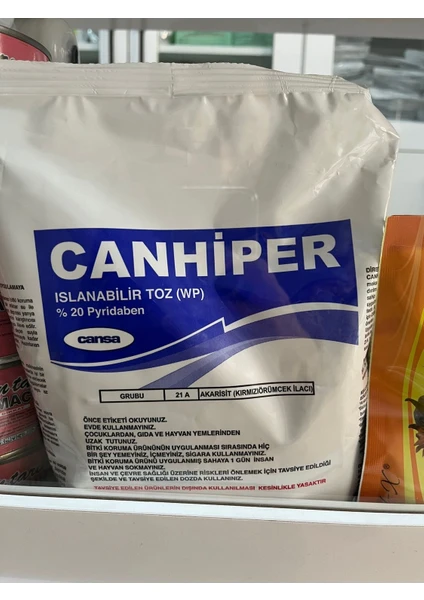 CANHİPER
ISLANABİLİR TOZ (WP)
% 20 Pyridaben
cansa
GRUBU 21 A AKARİSİT (KIRMIZIÖRÜMCEK İLACI)
ÖNCE ETİKETİ OKUYUNUZ.
EVDE KULLANMAYINIZ.
ÇOCUKLARDAN, GIDA VE HAYVAN YEMLERİNDEN
UZAK TUTUNUZ.
BİTKİ KORUMA ÜRÜNÜNÜN UYGULANMASI SIRASINDA HİÇ
BİR ŞEY YEMEYİNİZ, İÇMEYİNİZ, SİGARA KULLANMAYINIZ.
BİTKİ KORUMA ÜRÜNÜ UYGULANMIŞ SAHAYA 1 GÜN İNSAN
VE HAYVAN SOKMAYINIZ.
İNSAN VE ÇEVRE SAĞLIĞI ÜZERİNE RİSKLERİ ÖNLEMEK İÇİN TAVSİYE EDİLDİĞİ
ŞEKİLDE VE TAVSİYE EDİLEN DOZDA KULLANINIZ.
TAVSİYE EDİLEN ÜRÜNLERİN DIŞINDA KULLANILMASI KESİNLİKLE YASAKTIR